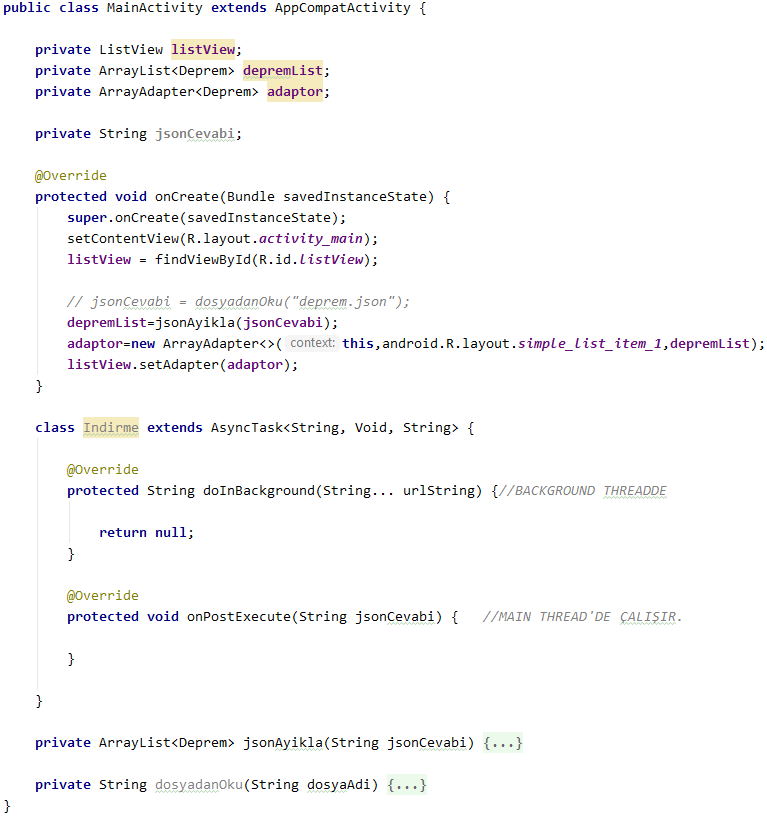 public class MainActivity extends AppCompatActivity {
private ListView listView;
private ArrayList<Deprem> depremList;
private ArrayAdapter<Deprem> adaptor;
private String jsonCevabi;
@Override
protected void onCreate(Bundle savedInstanceState) {
super.onCreate(savedInstanceState);
setContentView(R.layout.activity_main);
listView = findViewById(R.id.listView);
// jsonCevabi = dosyadanOku("deprem.json");
depremList=jsonAyikla(jsonCevabi);
adaptor=new ArrayAdapter<>( context: this,android.R.layout.simple_list_item_1,depremList);
listView.setAdapter(adaptor);
}
class Indirme extends AsyncTask<String, Void, String> {
@Override
protected String doInBackground(String... urlString) {//BACKGROUND THREADDE
return null;
}
@Override
protected void onPostExecute(String jsonCevabi) { //MAIN THREAD'DE ÇALIŞIR.
}
}
private ArrayList<Deprem> jsonAyikla(String jsonCevabi) {...}
private String dosyadanOku(String dosyaAdi) {...}
}